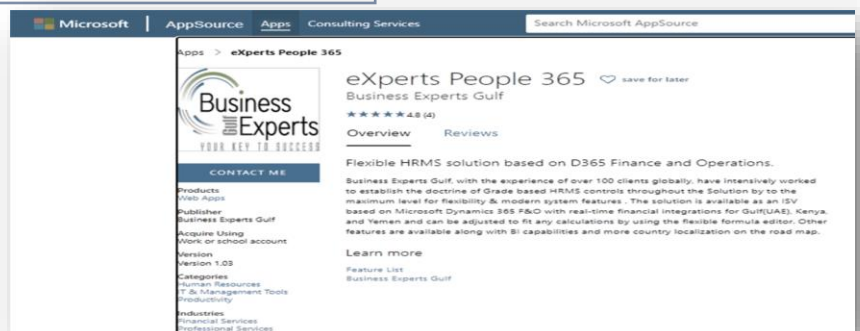 Microsoft AppSource Apps Consulting Services Search Microsoft AppSource
Apps > eXperts People 365
Business
Gulf
Experts
YOUR KEY TO SUCCESS
CONTACT ME
Products
Web Apps
Publisher
Business Experts Gulf
Acquire Using
Work or school account
Version
Version 1.03
Categories
Human Resources
IT & Management Tools
Productivity
Industries
Financial Services
Professional Services
eXperts People 365 save for later
Business Experts Gulf
★★★★★ 4.8 (4)
Overview Reviews
Flexible HRMS solution based on D365 Finance and Operations.
Business Experts Gulf, with the experience of over 100 clients globally, have intensively worked
to establish the doctrine of Grade based HRMS controls throughout the Solution by to the
maximum level for flexibility & modern system features . The solution is available as an ISV
based on Microsoft Dynamics 365 F&O with real-time financial integrations for Gulf(UAE), Kenya,
and Yemen and can be adjusted to fit any calculations by using the flexible formula editor. Other
features are available along with BI capabilities and more country localization on the road map.
Learn more
Feature List
Business Experts Gulf